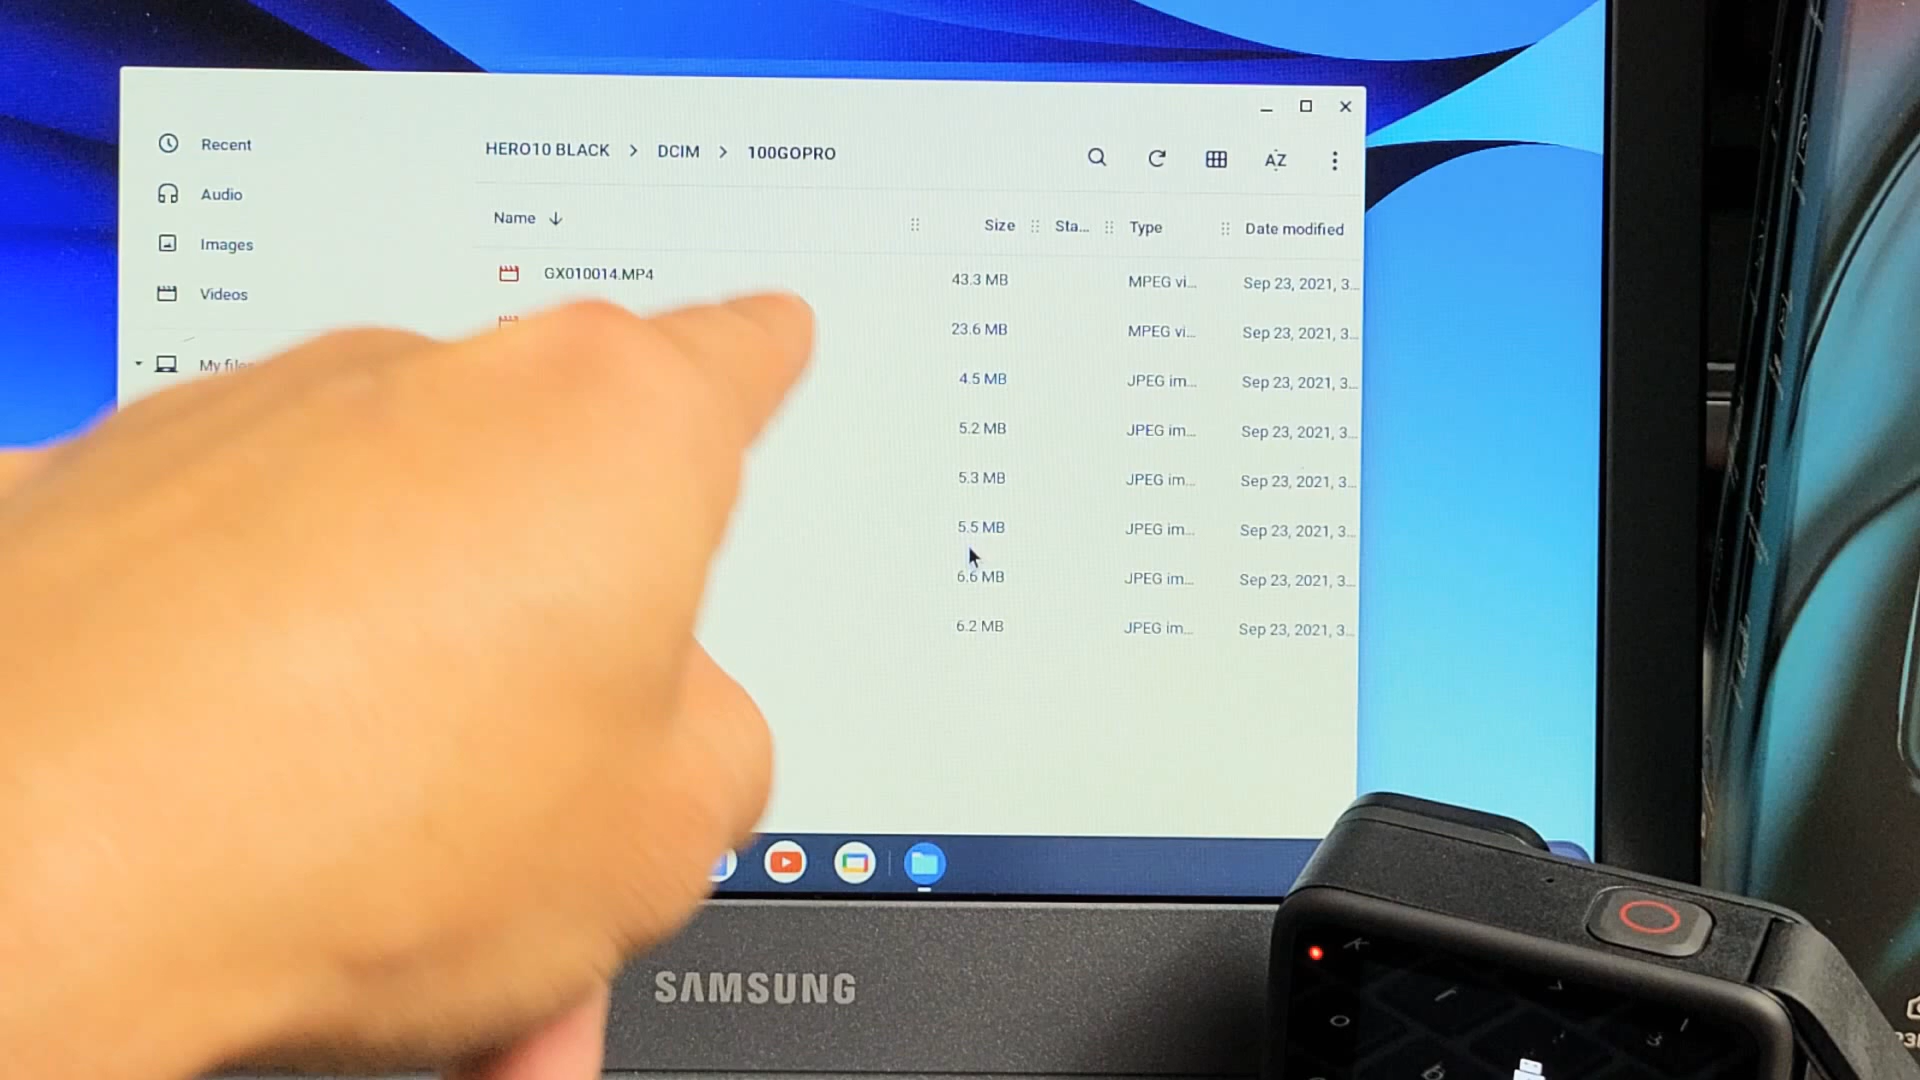 HERO10 BLACK > DCIM > 100GOPRO
AZ
Name Size Sta... Type Date modified
Recent
Audio
Images
Videos
My files
GX010014.MP4 43.3 MB MPEG vi... Sep 23, 2021, 3...
23.6 MB MPEG vi... Sep 23, 2021, 3...
4.5 MB JPEG im... Sep 23, 2021, 3...
5.2 MB JPEG im... Sep 23, 2021, 3...
5.3 MB JPEG im... Sep 23, 2021, 3...
5.5 MB JPEG im... Sep 23, 2021, 3...
6.6 MB JPEG im... Sep 23, 2021, 3...
6.2 MB JPEG im... Sep 23, 2021, 3...
SAMSUNG